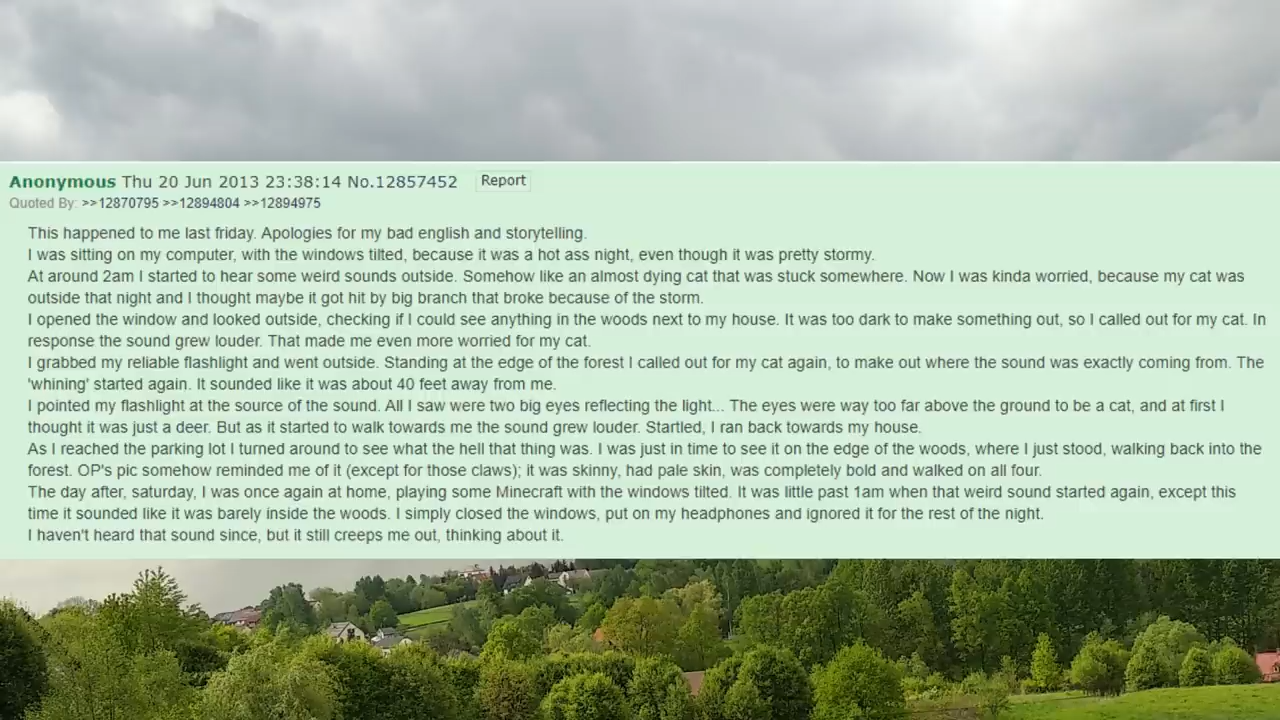 Anonymous Thu 20 Jun 2013 23:38:14 No.12857452 Report
Quoted By: >>12870795 >>12894804 >>12894975
This happened to me last friday. Apologies for my bad english and storytelling.
I was sitting on my computer, with the windows tilted, because it was a hot ass night, even though it was pretty stormy.
At around 2am I started to hear some weird sounds outside. Somehow like an almost dying cat that was stuck somewhere. Now I was kinda worried, because my cat was
outside that night and I thought maybe it got hit by big branch that broke because of the storm.
I opened the window and looked outside, checking if I could see anything in the woods next to my house. It was too dark to make something out, so I called out for my cat. In
response the sound grew louder. That made me even more worried for my cat.
I grabbed my reliable flashlight and went outside. Standing at the edge of the forest I called out for my cat again, to make out where the sound was exactly coming from. The
'whining' started again. It sounded like it was about 40 feet away from me.
I pointed my flashlight at the source of the sound. All I saw were two big eyes reflecting the light... The eyes were way too far above the ground to be a cat, and at first I
thought it was just a deer. But as it started to walk towards me the sound grew louder. Startled, I ran back towards my house.
As I reached the parking lot I turned around to see what the hell that thing was. I was just in time to see it on the edge of the woods, where I just stood, walking back into the
forest. OP's pic somehow reminded me of it (except for those claws); it was skinny, had pale skin, was completely bold and walked on all four.
The day after, saturday, I was once again at home, playing some Minecraft with the windows tilted. It was little past 1am when that weird sound started again, except this
time it sounded like it was barely inside the woods. I simply closed the windows, put on my headphones and ignored it for the rest of the night.
I haven't heard that sound since, but it still creeps me out, thinking about it.